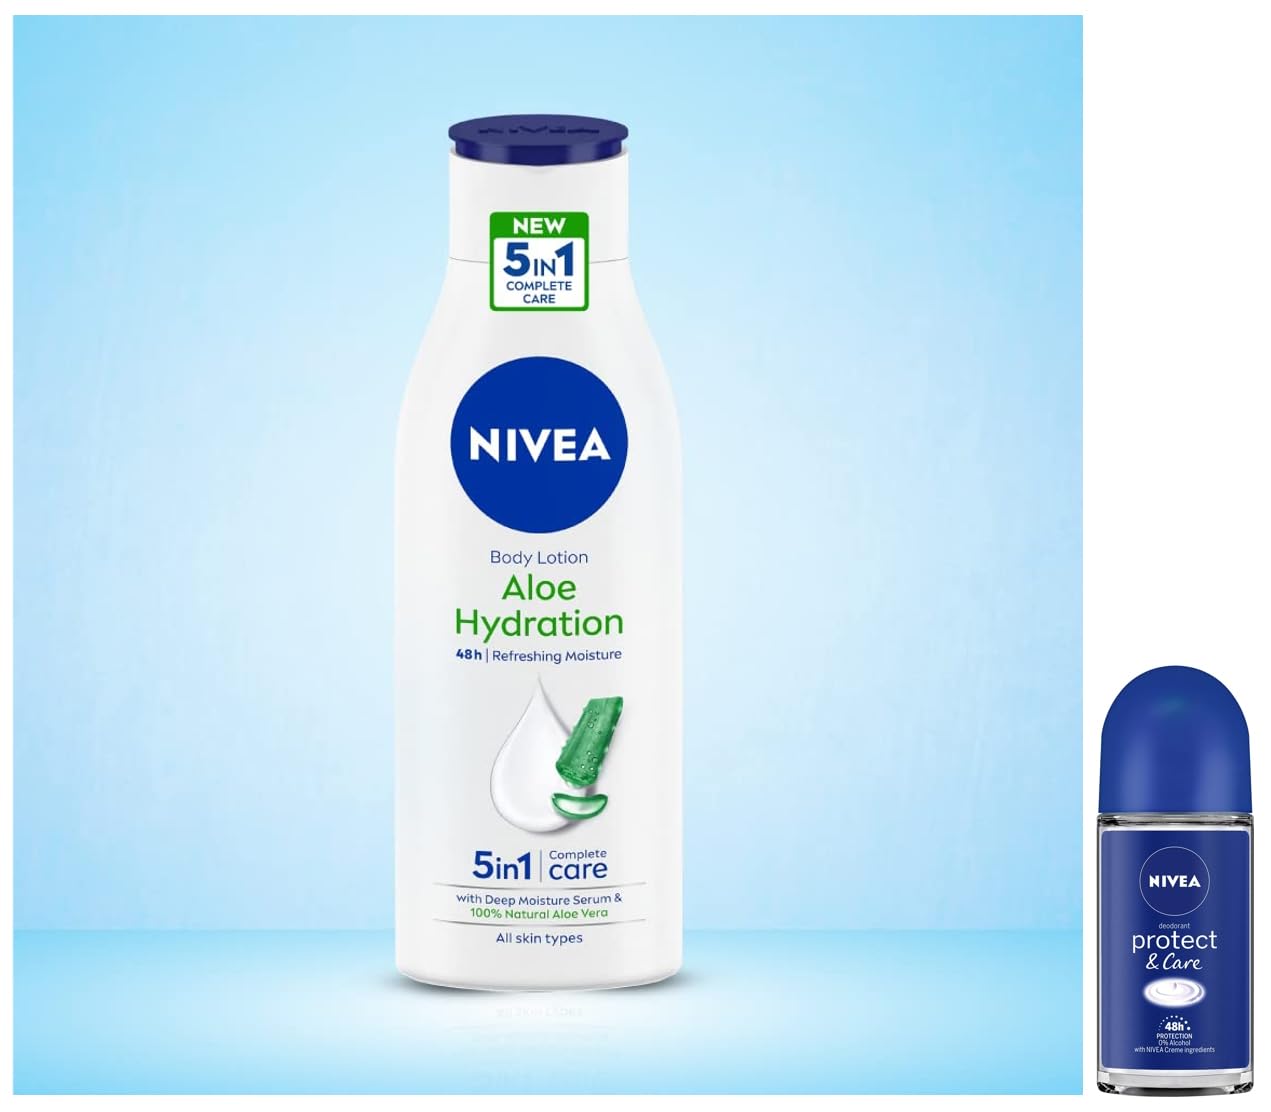 NIVEA
NEW
5IN1
COMPLETE
CARE
NIVEA
Body Lotion
Aloe
Hydration
48h | Refreshing Moisture
5in1 | Complete care
with Deep Moisture Serum &
100% Natural Aloe Vera
All skin types
NIVEA
deodorant
protect
& Care
48h
PROTECTION
0% Alcohol
with NIVEA Creme ingredients